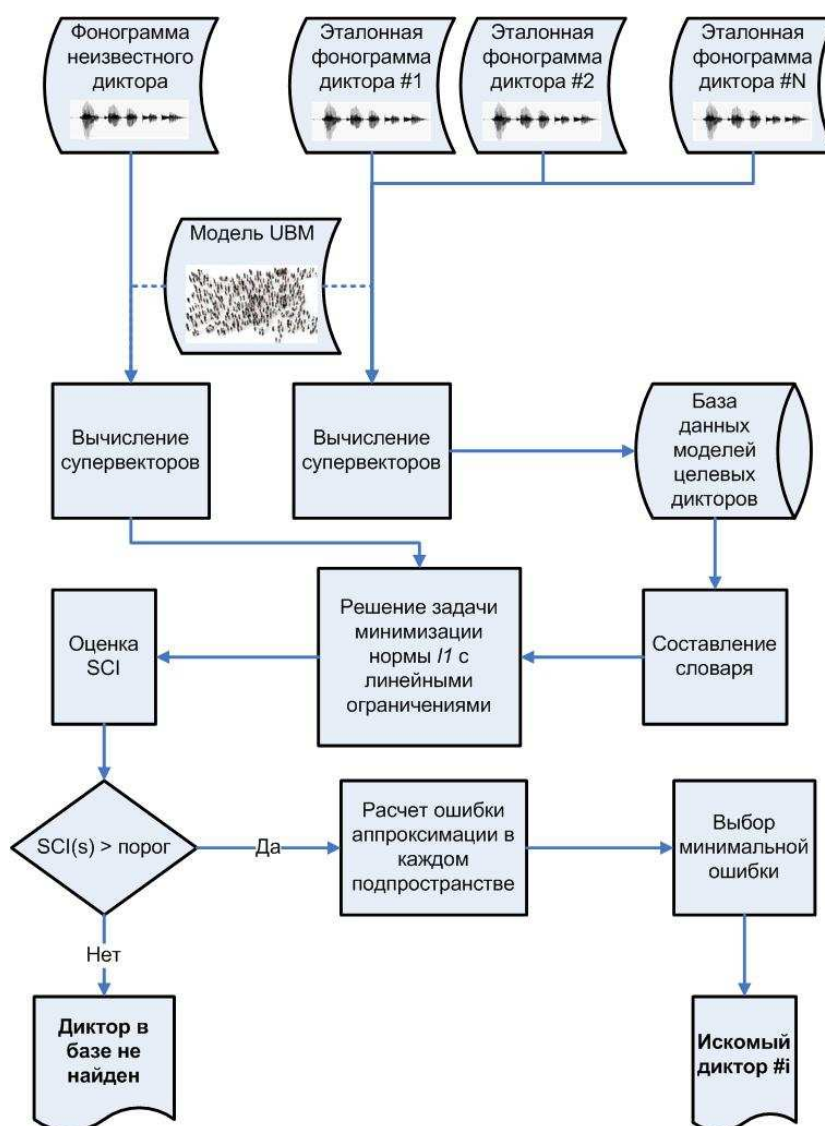 Фонограмма
неизвестного
диктора
Эталонная
фонограмма
диктора #1
Эталонная
фонограмма
диктора #2
Эталонная
фонограмма
диктора #N
Модель UBM
Вычисление
супервекторов
Вычисление
супервекторов
База
данных
моделей
целевых
дикторов
Оценка
SCI
Решение задачи
минимизации
нормы l1 с
линейными
ограничениями
Составление
словаря
SCI(s) > порог
Да
Расчет ошибки
аппроксимации в
каждом
подпространстве
Выбор
минимальной
ошибки
Нет
Диктор в
базе не
найден
Искомый
диктор #i